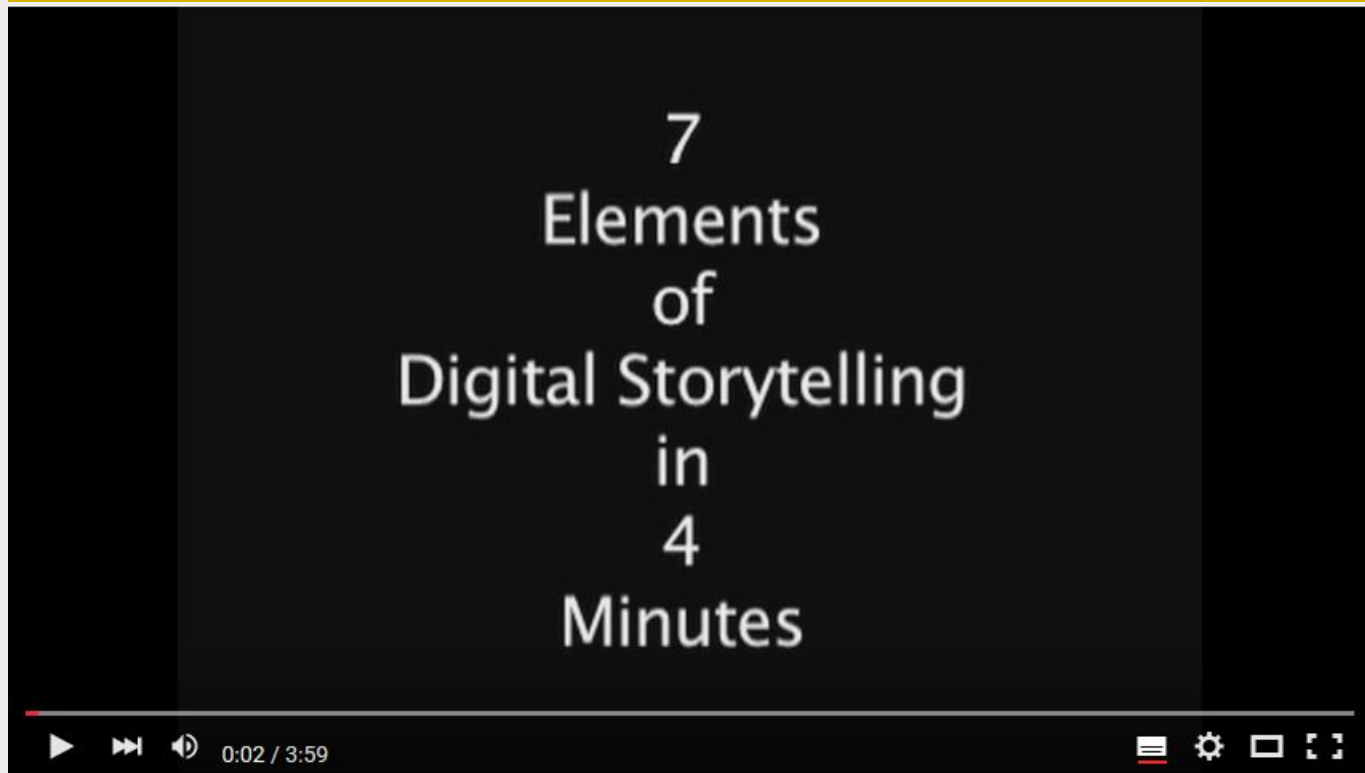 7
Elements
of
Digital Storytelling
in
4
Minutes
0:02 / 3:59